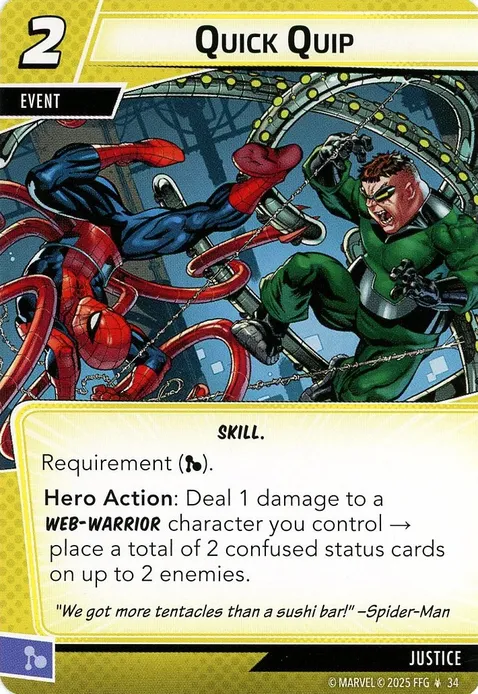 2
QUICK QUIP
EVENT
SKILL.
Requirement ( ).
Hero Action: Deal 1 damage to a
WEB-WARRIOR character you control →
place a total of 2 confused status cards
on up to 2 enemies.
"We got more tentacles than a sushi bar!" –Spider-Man
JUSTICE
© MARVEL © 2025 FFG 34